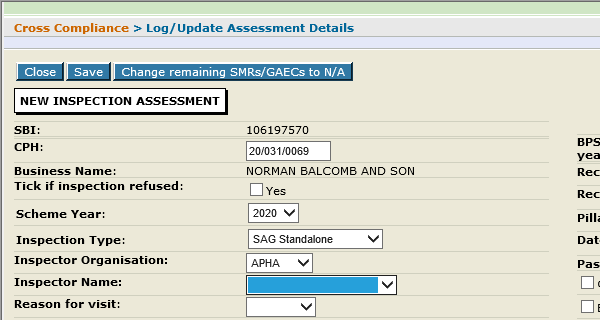 Cross Compliance > Log/Update Assessment Details
Close Save Change remaining SMRs/GAECs to N/A
NEW INSPECTION ASSESSMENT
SBI: 106197570
CPH: 20/031/0069
BPS
yea
Business Name: NORMAN BALCOMB AND SON
Rec
Tick if inspection refused: Yes
Rec
Scheme Year: 2020
Pilla
Inspection Type: SAG Standalone
Dat
Inspector Organisation: APHA
Pas
Inspector Name:
Reason for visit: